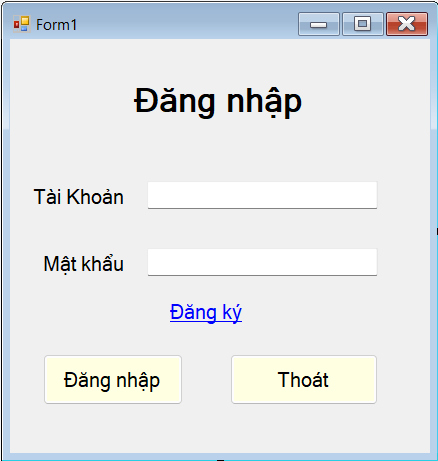 Form1
Đăng nhập
Tài Khoản
Mật khẩu
Đăng ký
Đăng nhập Thoát